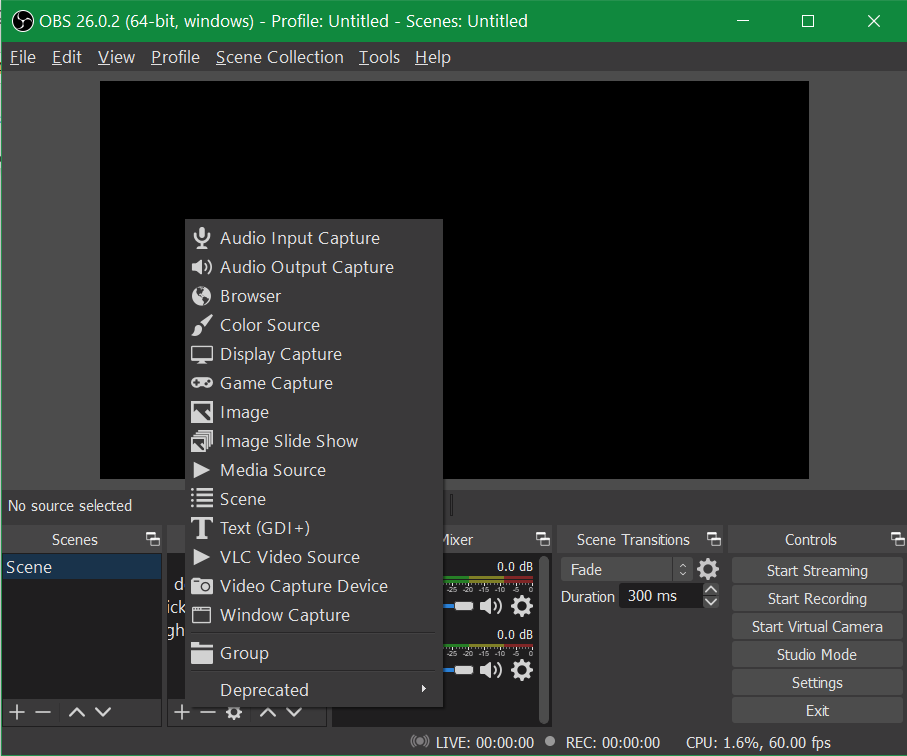 OBS 26.0.2 (64-bit, windows) - Profile: Untitled - Scenes: Untitled
File Edit View Profile Scene Collection Tools Help
Audio Input Capture
Audio Output Capture
Browser
Color Source
Display Capture
Game Capture
Image
Image Slide Show
Media Source
Scene
Text (GDI+)
VLC Video Source
Video Capture Device
Window Capture
Group
Deprecated
No source selected
Scenes
Scene
Mixer
0.0 dB
-25 -20 -15 -10 -5 0
0.0 dB
-25 -20 -15 -10 -5 0
Scene Transitions
Fade
Duration 300 ms
Controls
Start Streaming
Start Recording
Start Virtual Camera
Studio Mode
Settings
Exit
LIVE: 00:00:00 REC: 00:00:00 CPU: 1.6%, 60.00 fps